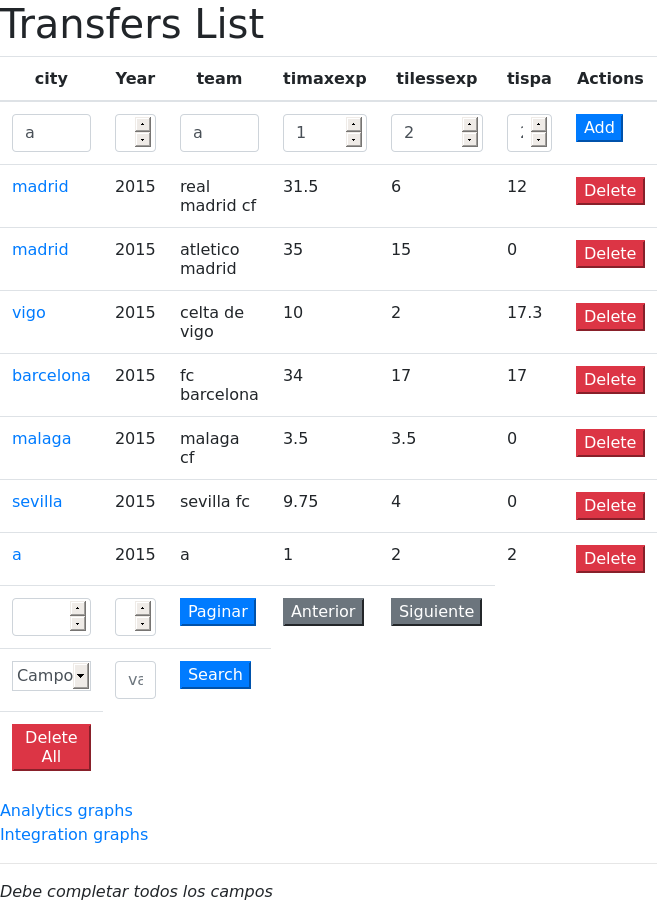 Transfers List
city Year team timaxexp tilessexp tispa Actions
a a 1 2 Add
madrid 2015 real 31.5 6 12 Delete
madrid cf
madrid 2015 atletico 35 15 0 Delete
madrid
vigo 2015 celta de 10 2 17.3 Delete
vigo
barcelona 2015 fc 34 17 17 Delete
barcelona
malaga 2015 malaga 3.5 3.5 0 Delete
cf
sevilla 2015 sevilla fc 9.75 4 0 Delete
a 2015 a 1 2 2 Delete
Paginar Anterior Siguiente
Campo Search
Delete
All
Analytics graphs
Integration graphs
Debe completar todos los campos